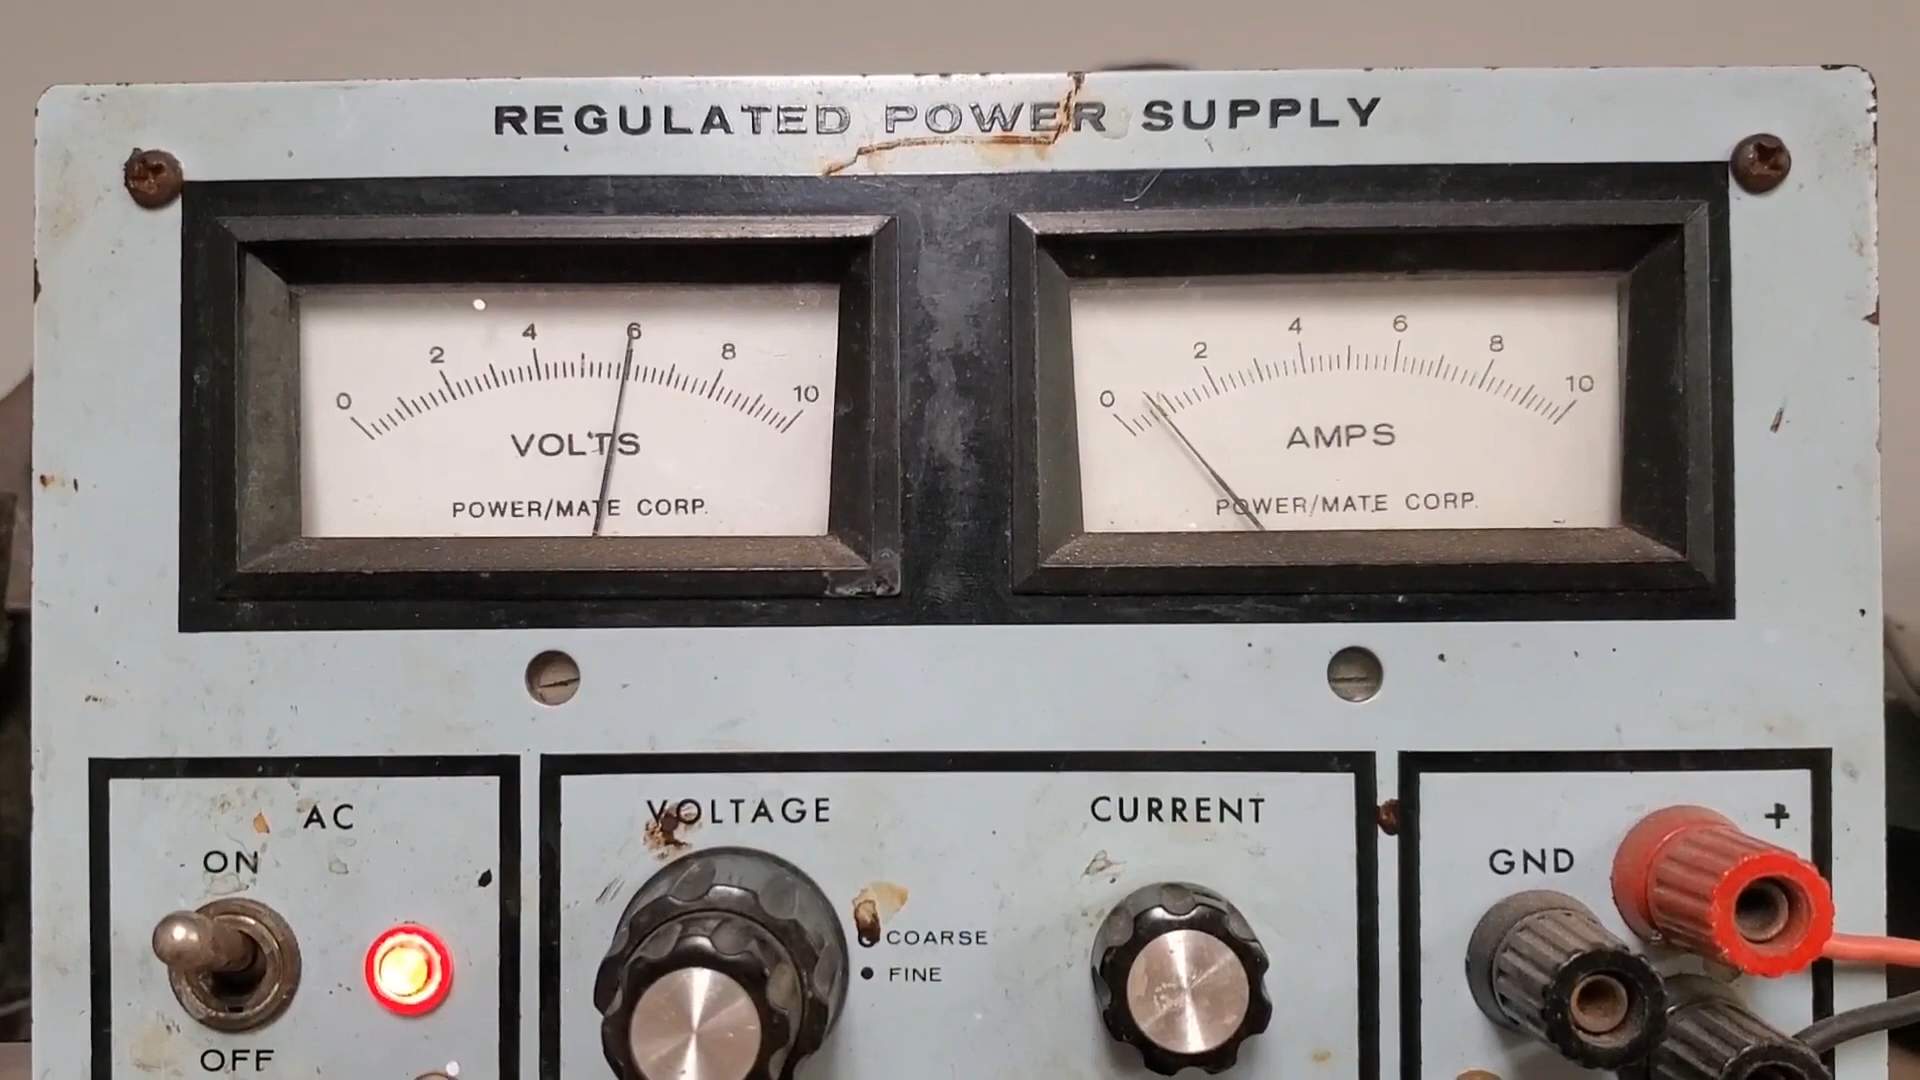 REGULATED POWER SUPPLY
0 2 4 6 8 10
VOLTS
POWER/MATE CORP.
0 2 4 6 8 10
AMPS
POWER/MATE CORP.
AC
ON
OFF
VOLTAGE
COARSE
FINE
CURRENT
GND
+